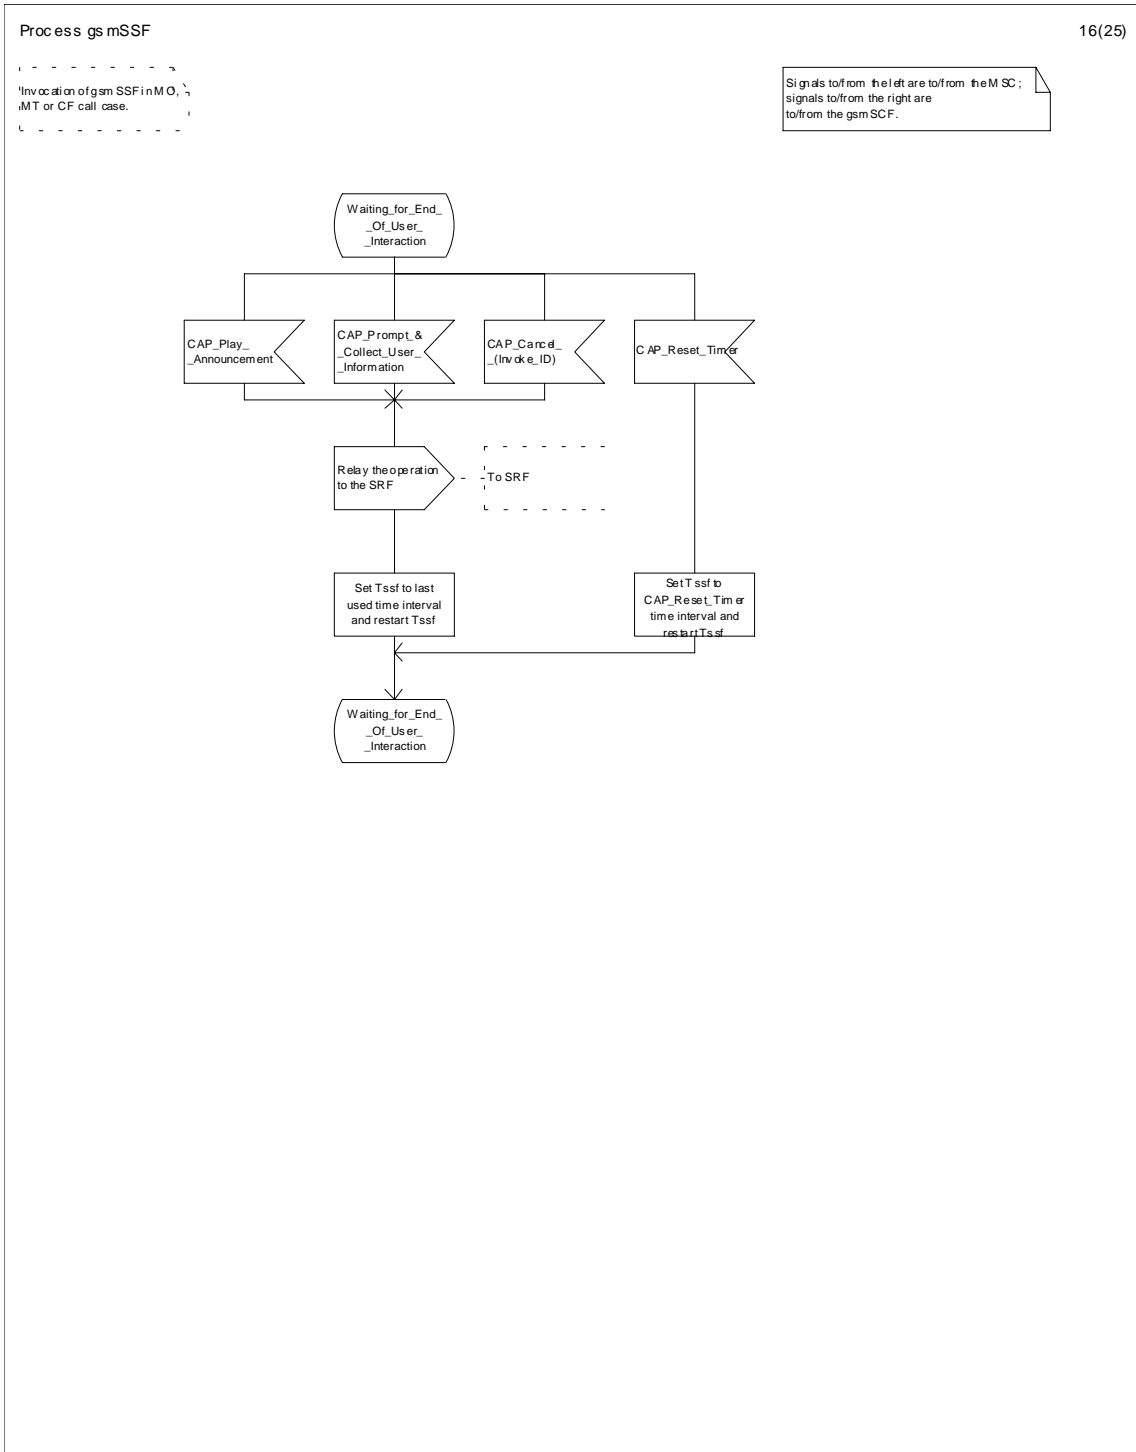 Process gsmSSF
16(25)
Invocation of gsm SSF in MO,
MT or CF call case.
Signals to/from the left are to/from the MSC;
signals to/from the right are
to/from the gsmSCF.
Waiting_for_End_
_Of_User_
_Interaction
CAP_Play_
_Announcement
CAP_Prompt_&
_Collect_User_
_Information
CAP_Cancel_
_(Invoke_ID)
CAP_Reset_Timer
Relay the operation
to the SRF
To SRF
Set Tssf to last
used time interval
and restart Tssf
Set Tssf to
CAP_Reset_Timer
time interval and
restart Tssf
Waiting_for_End_
_Of_User_
_Interaction